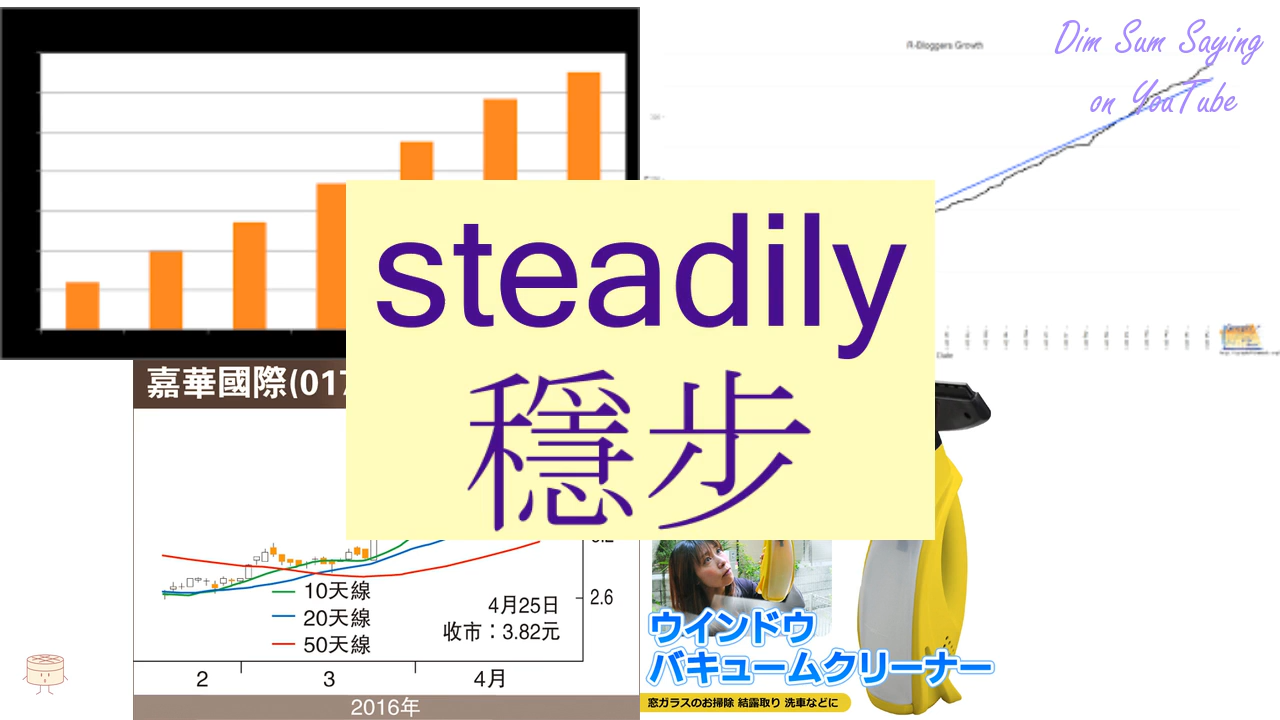 R-Bloggers Growth
Dim Sum Saying
on YouTube
steadily
穩步
嘉華國際(017
10天線
20天線
50天線
4月25日
收市：3.82元
2.6
2
3
4月
2016年
Date
ウインドウ
バキュームクリーナー
窓ガラスのお掃除 結露取り 洗車などに